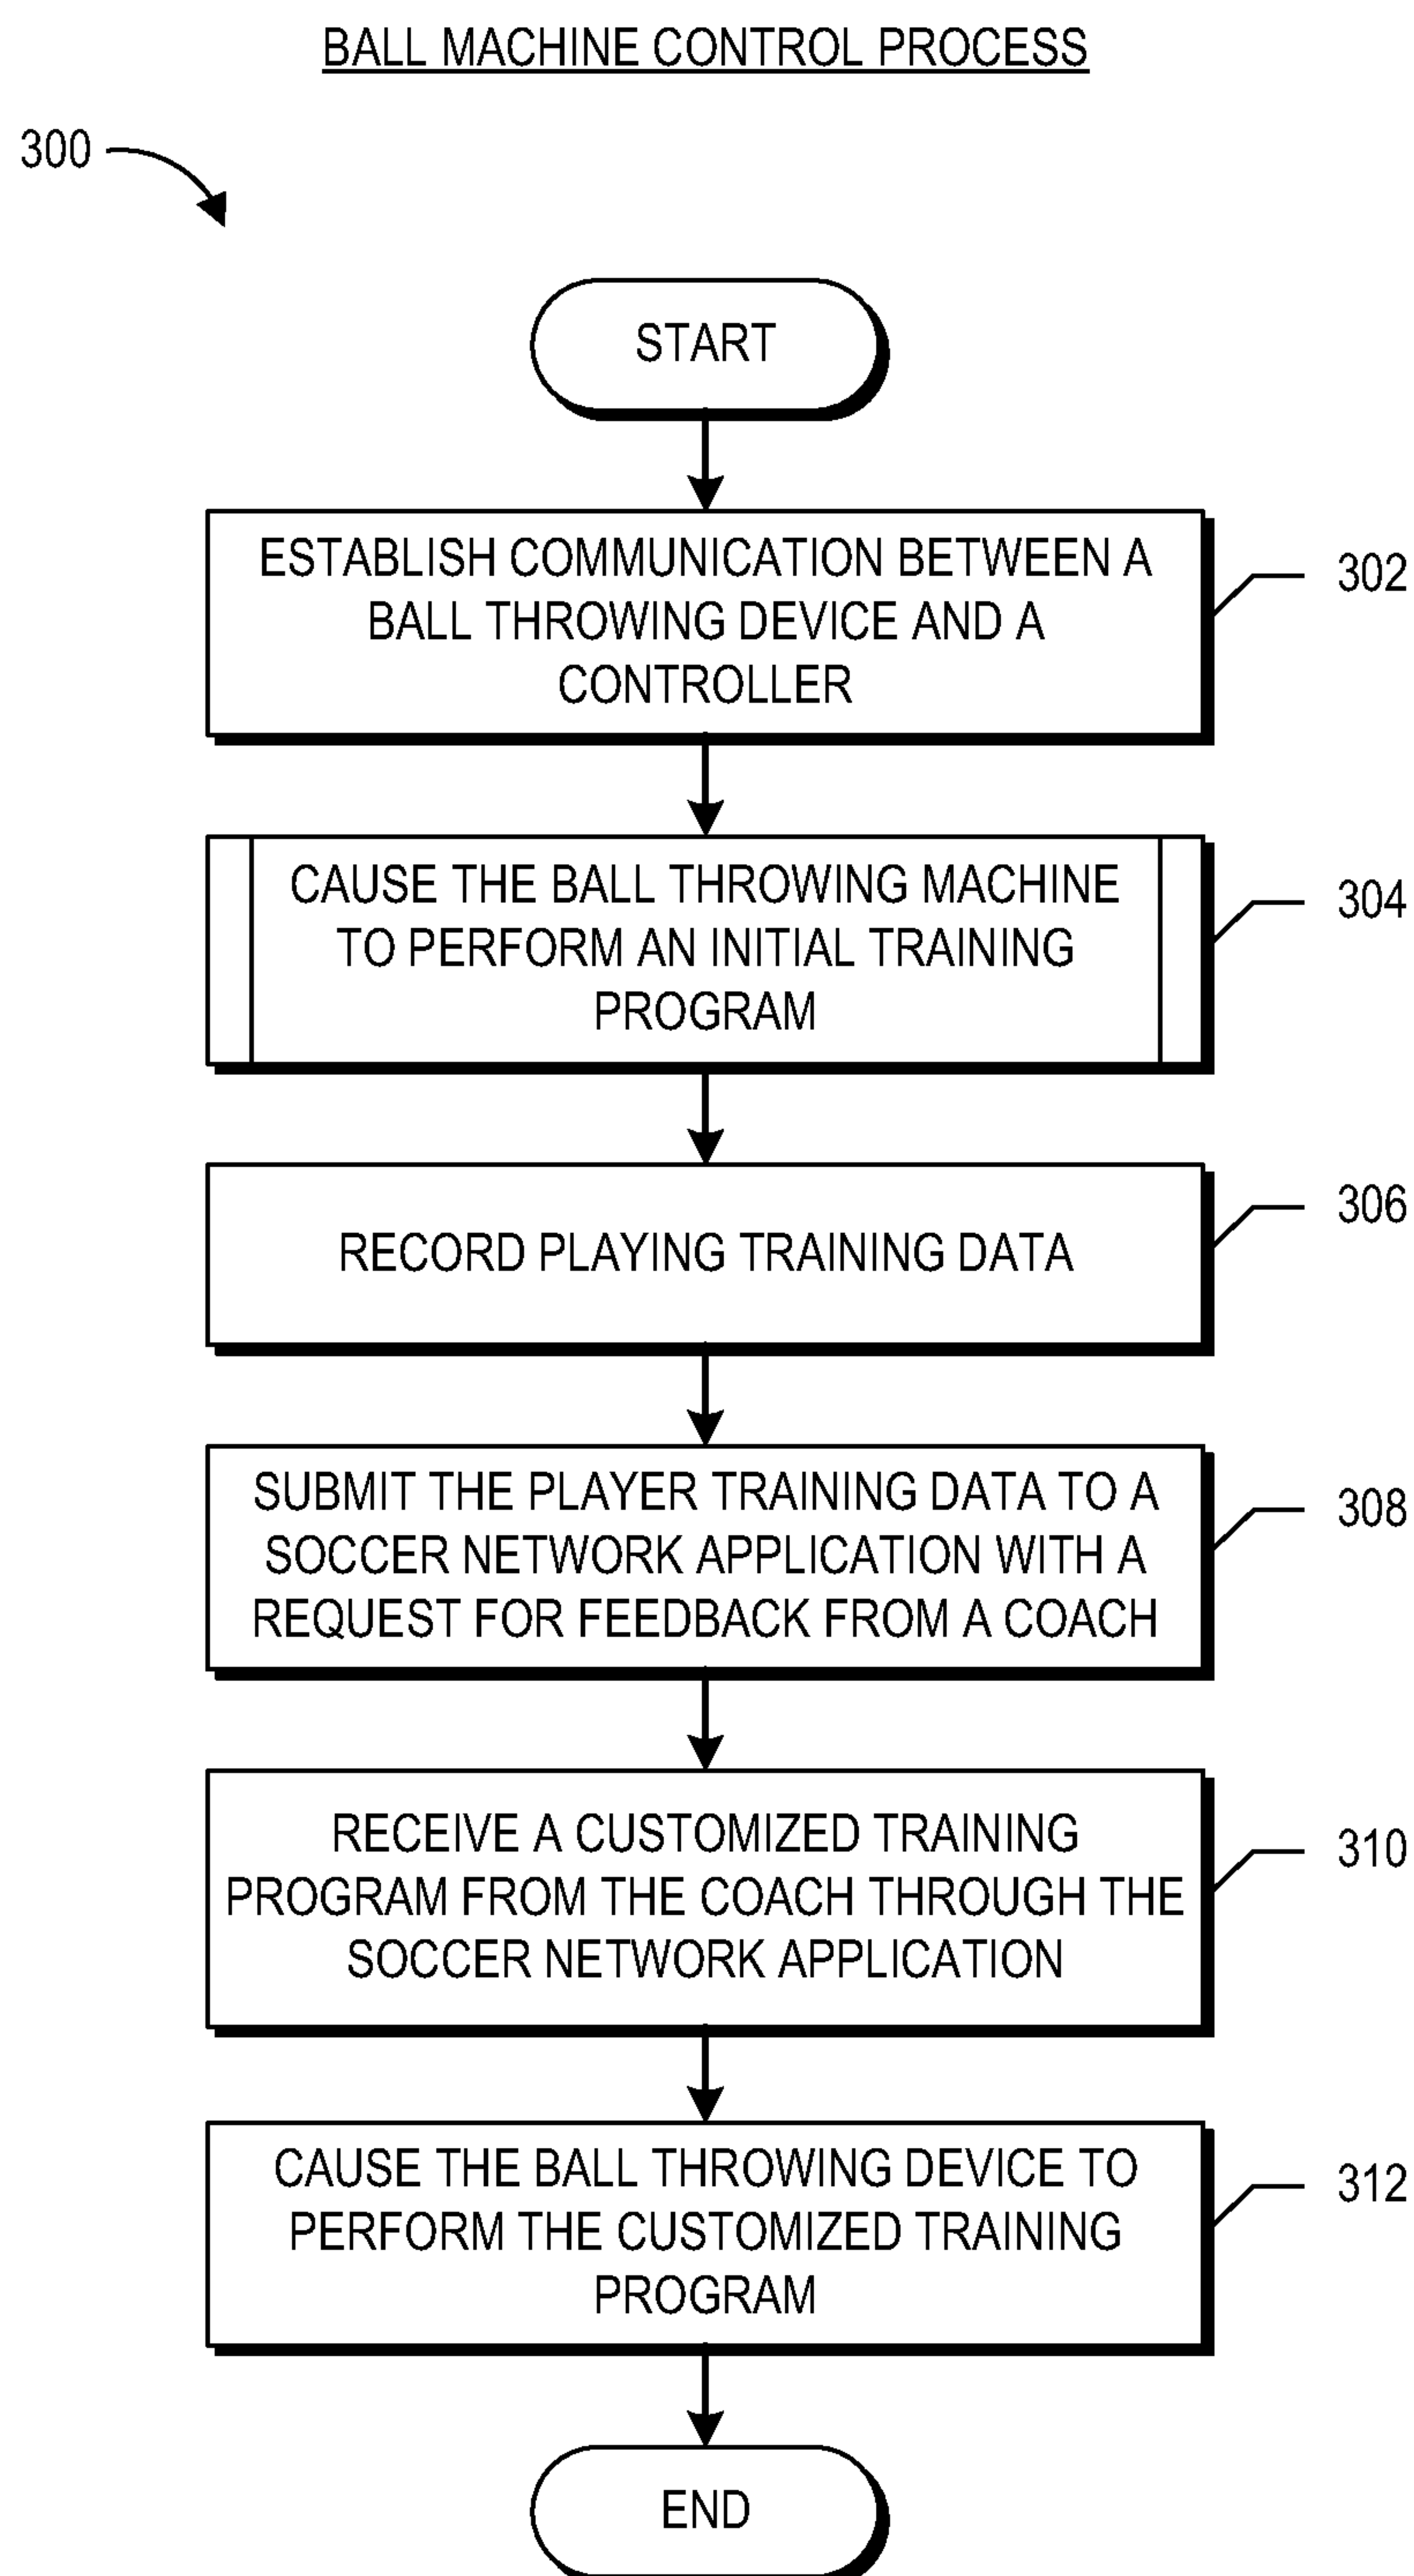 BALL MACHINE CONTROL PROCESS
300
START
ESTABLISH COMMUNICATION BETWEEN A
BALL THROWING DEVICE AND A
CONTROLLER
302
CAUSE THE BALL THROWING MACHINE
TO PERFORM AN INITIAL TRAINING
PROGRAM
304
RECORD PLAYING TRAINING DATA
306
SUBMIT THE PLAYER TRAINING DATA TO A
SOCCER NETWORK APPLICATION WITH A
REQUEST FOR FEEDBACK FROM A COACH
308
RECEIVE A CUSTOMIZED TRAINING
PROGRAM FROM THE COACH THROUGH THE
SOCCER NETWORK APPLICATION
310
CAUSE THE BALL THROWING DEVICE TO
PERFORM THE CUSTOMIZED TRAINING
PROGRAM
312
END